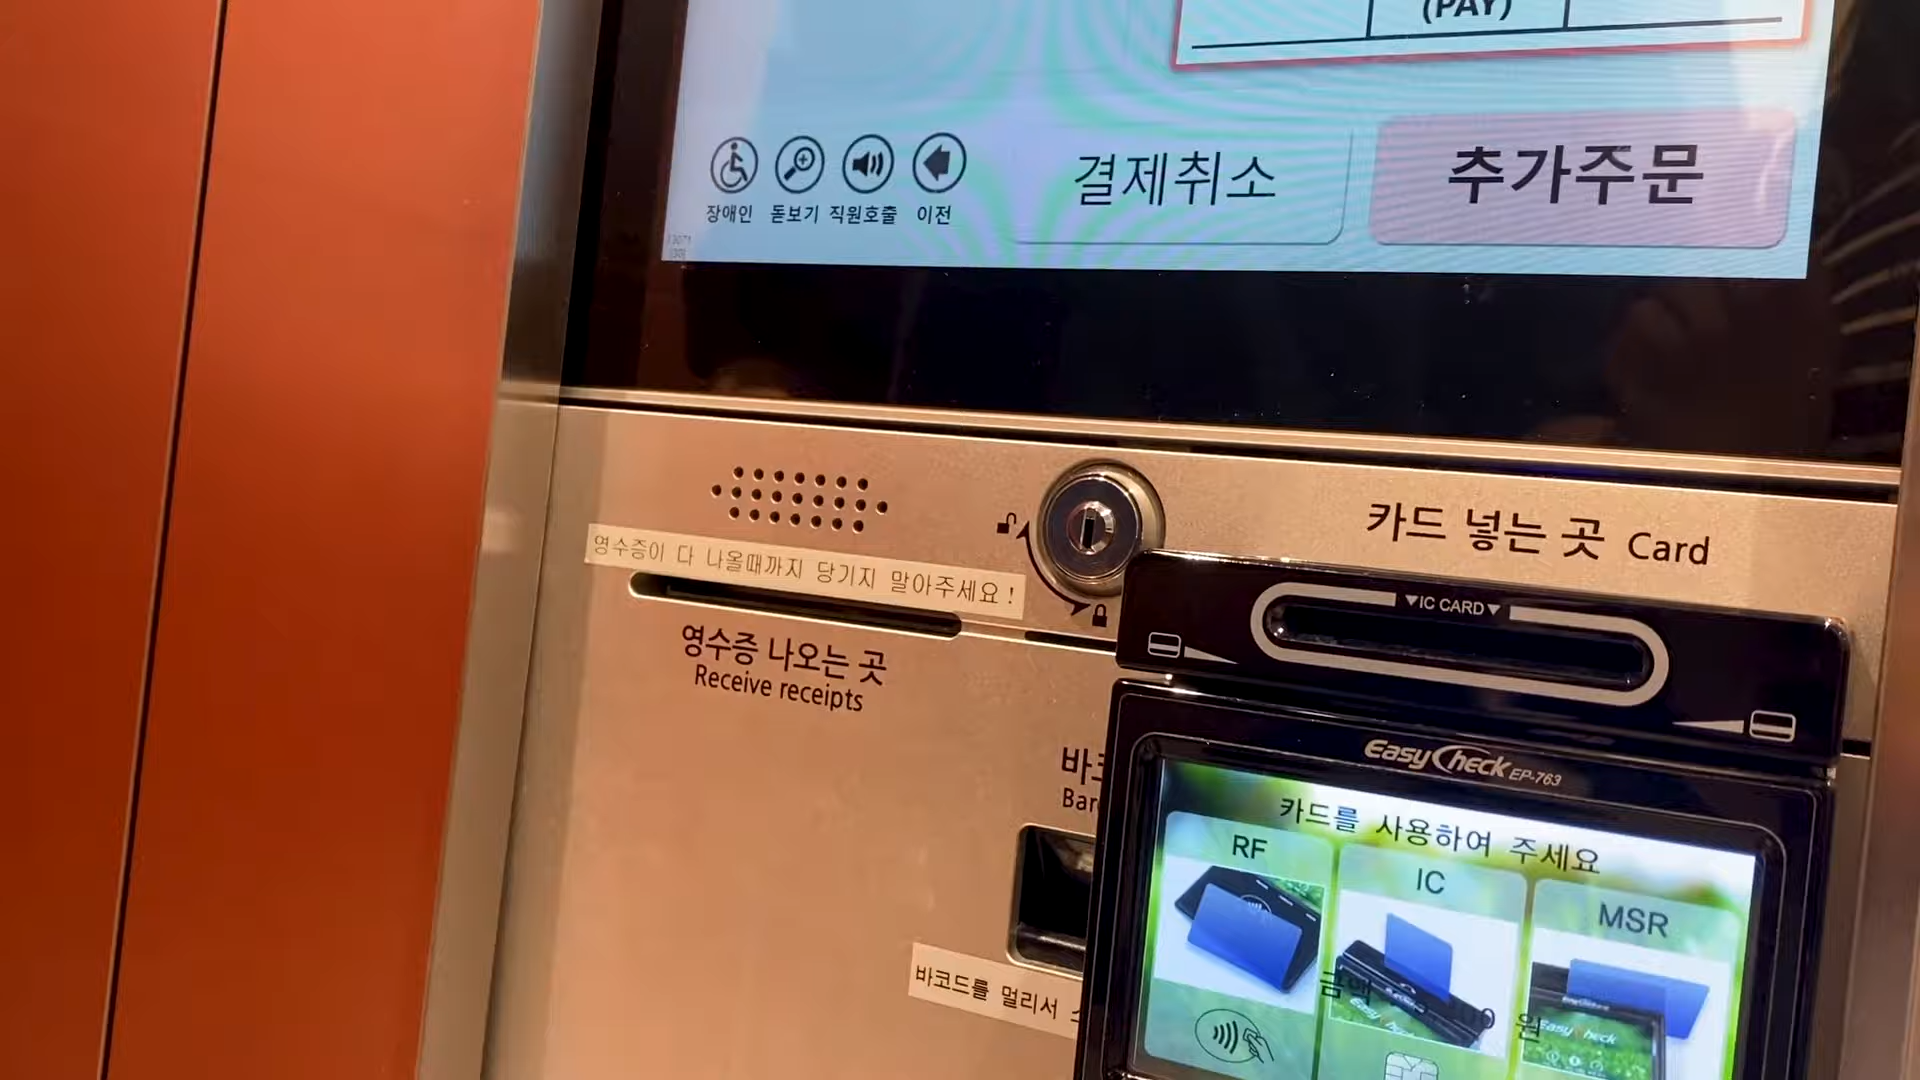 (PAY)
결제취소
추가주문
장애인
돋보기
직원호출
이전
카드 넣는 곳 Card
영수증이 다 나올때까지 당기지 말아주세요!
▼IC CARD▼
영수증 나오는 곳
Receive receipts
EasyCheck EP-763
카드를 사용하여 주세요
RF
IC
MSR
바코드를 멀리서
금액
원
EasyCheck